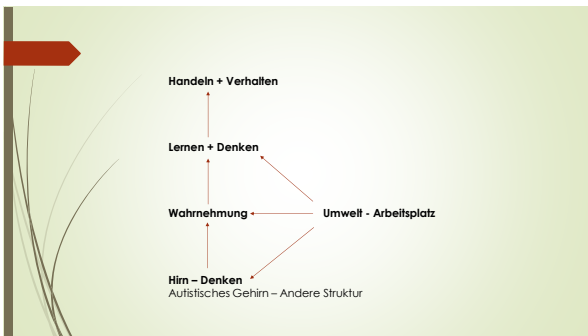 Handeln + Verhalten
Lernen + Denken
Wahrnehmung
Umwelt - Arbeitsplatz
Hirn – Denken
Autistisches Gehirn – Andere Struktur